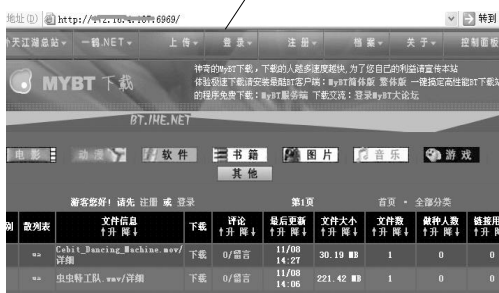 地址(D) http:// :6969/ 转到
小天江湖总站 一鹤.NET 上传 登录 注册 档案 关于 控制面板
神奇的MyBT下载,下载的人越多速度越快,为了您自己的利益请宣传本站
体验极速下载请安装最酷BT客户端:MyBT简体版 繁体版 一键搞定高性能BT下载站
的程序免费下载:MyBT服务端 下载交流:登录MyBT大论坛
MYBT 下载
BT.IHE.NET
电影 动漫 软件 书籍 图片 音乐 游戏
其他
游客您好! 请先 注册 或 登录 第1页 首页 · 全部分类
别 散列表 文件信息 下载 评论 最后更新 文件大小 文件数 做种人数 链接用
↑升 降↓ ↑升 降↓ ↑升 降↓ ↑升 降↓ ↑升 降↓ ↑升 降↓ ↑升 降
Cebit_Dancing_Machine.mov/详细 下载 0/留言 11/08 14:27 30.19 MB 1 0 0
虫虫特工队.wmv/详细 下载 0/留言 11/08 14:06 221.42 MB 1 0 0